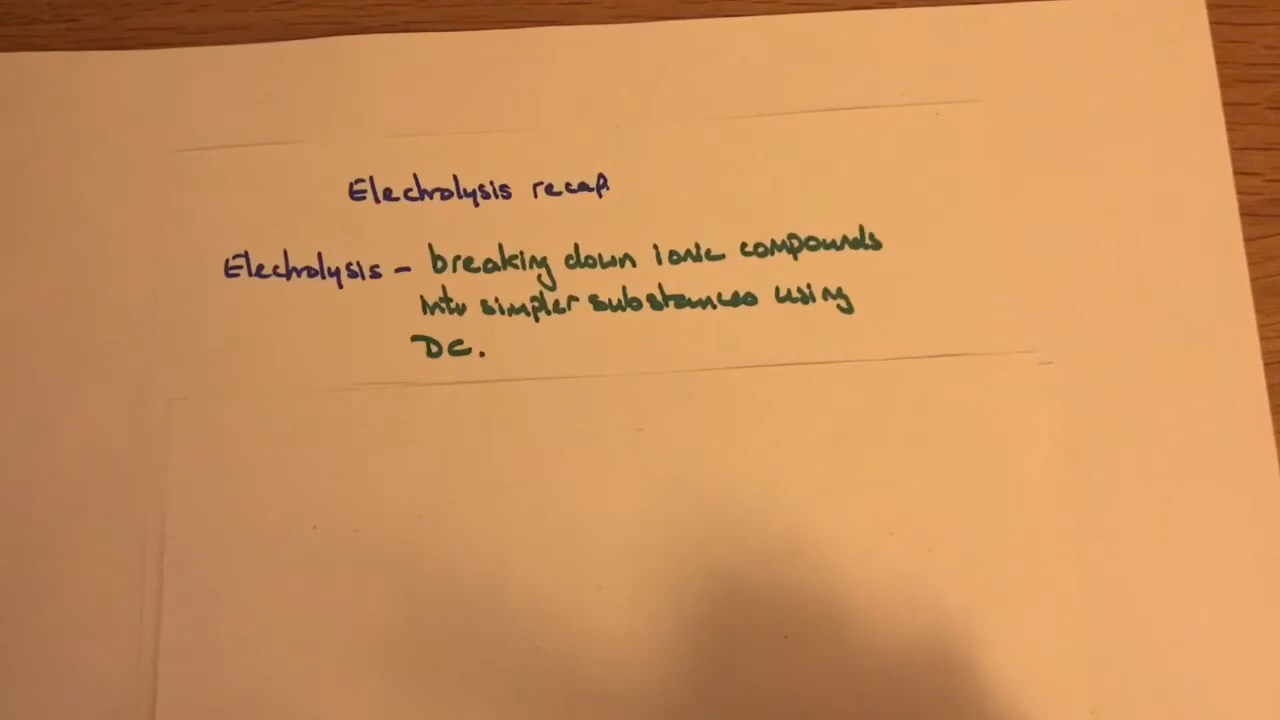 Electrolysis recap.
Electrolysis - breaking down ionic compounds
into simpler substances using
DC.